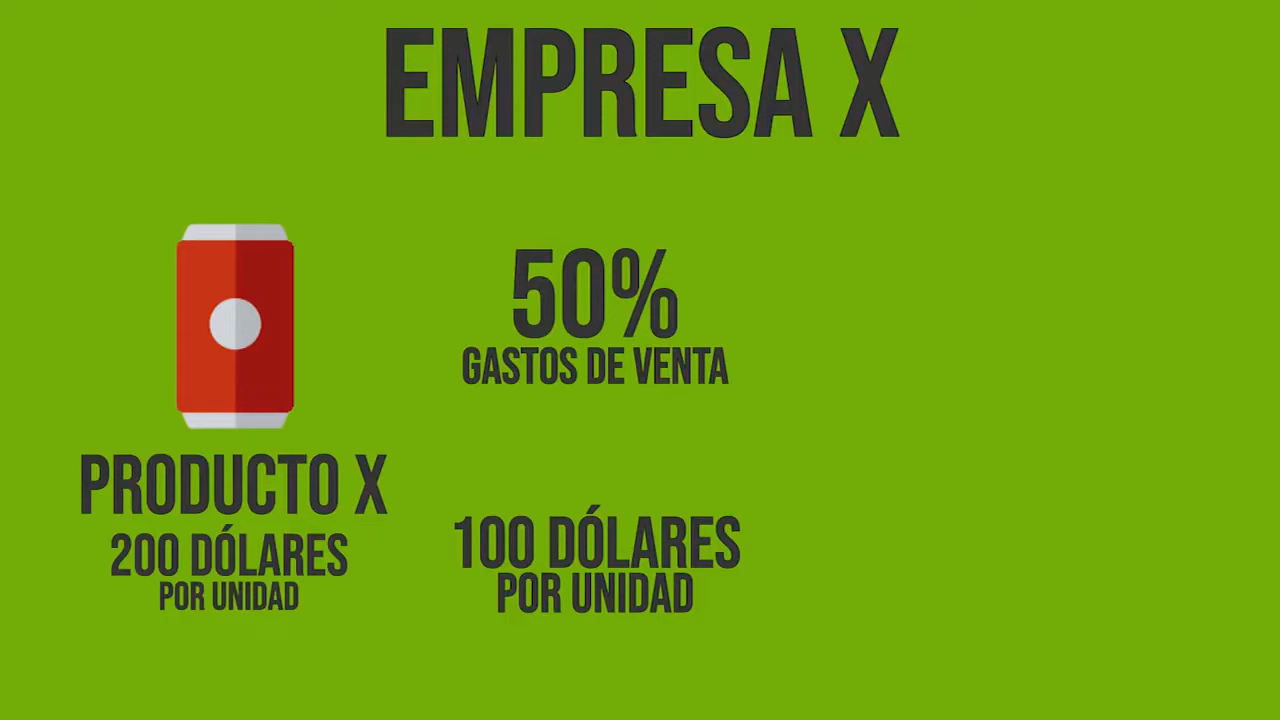 EMPRESA X
50%
GASTOS DE VENTA
PRODUCTO X
200 DÓLARES
POR UNIDAD
100 DÓLARES
POR UNIDAD